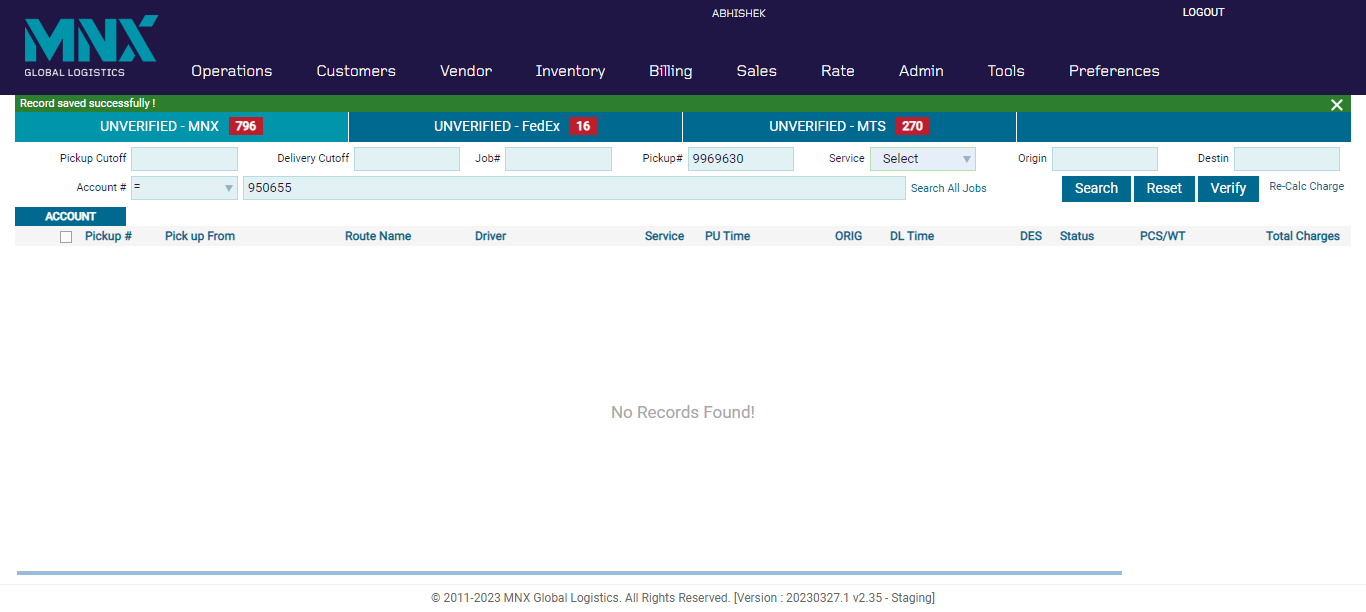 ABHISHEK LOGOUT
MNX
GLOBAL LOGISTICS
Operations Customers Vendor Inventory Billing Sales Rate Admin Tools Preferences
Record saved successfully !
UNVERIFIED - MNX 796 UNVERIFIED - FedEx 16 UNVERIFIED - MTS 270
Pickup Cutoff Delivery Cutoff Job# Pickup# 9969630 Service Select Origin Destin
Account # = 950655 Search All Jobs Search Reset Verify Re-Calc Charge
ACCOUNT
Pickup # Pick up From Route Name Driver Service PU Time ORIG DL Time DES Status PCS/WT Total Charges
No Records Found!
© 2011-2023 MNX Global Logistics. All Rights Reserved. [Version : 20230327.1 v2.35 - Staging]